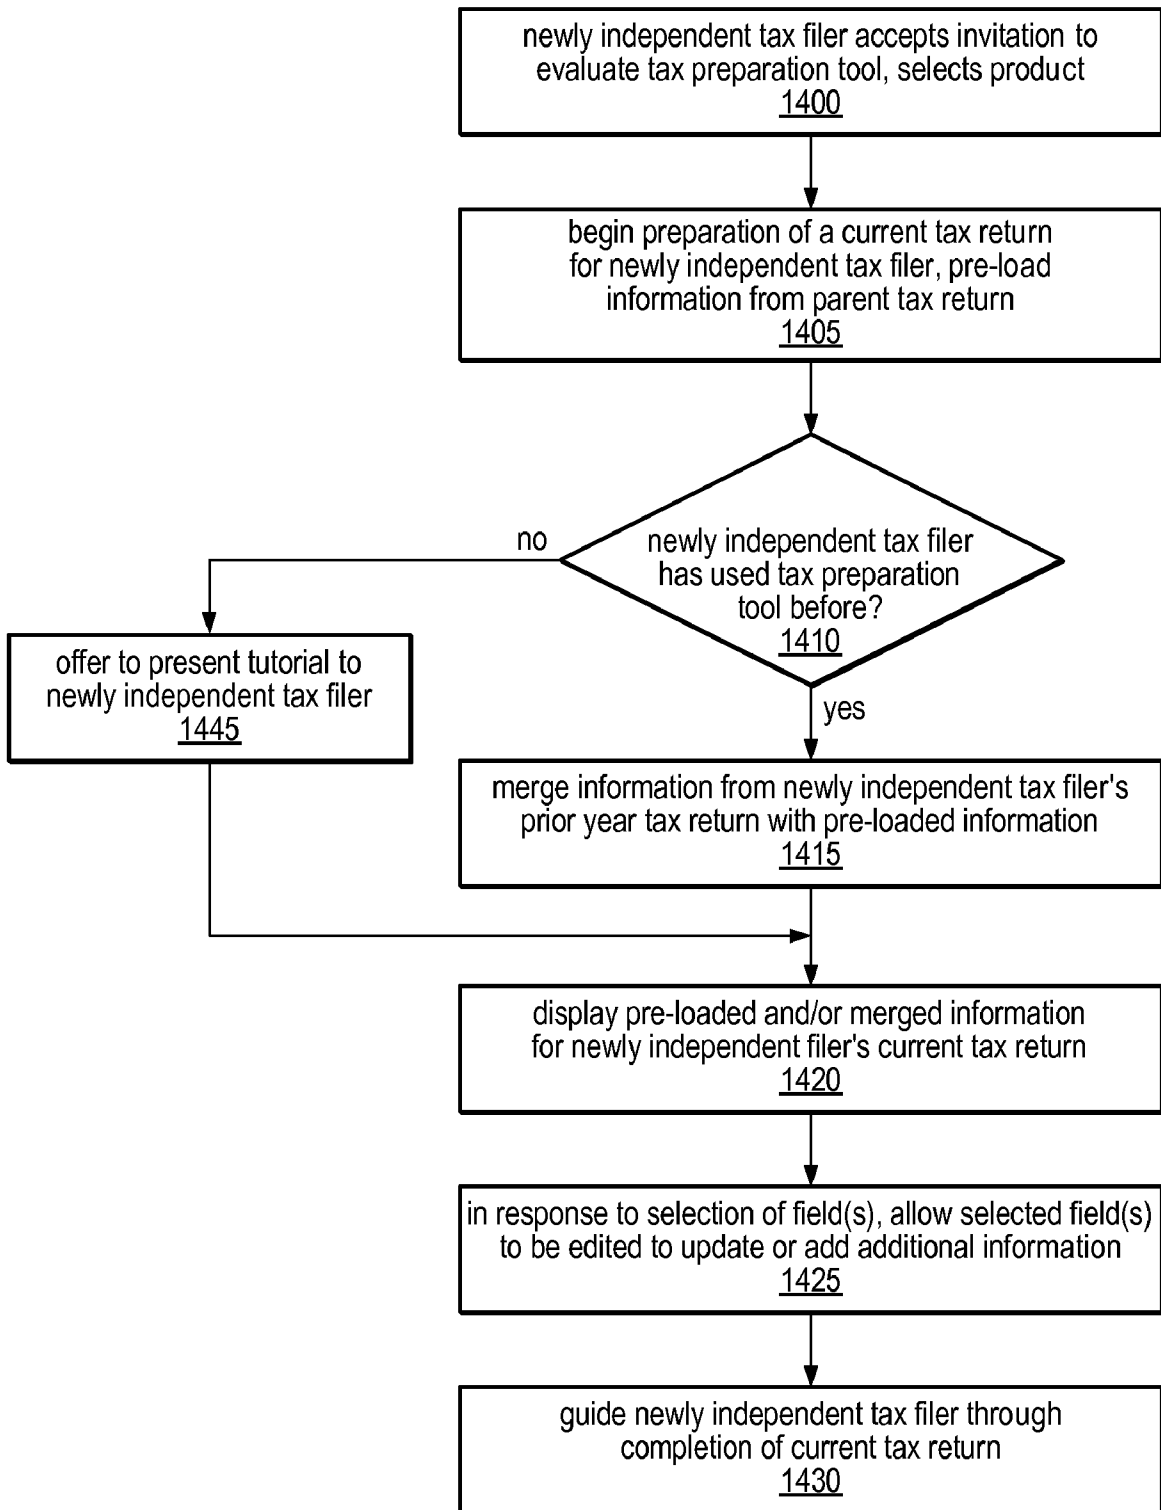 newly independent tax filer accepts invitation to
evaluate tax preparation tool, selects product
1400
begin preparation of a current tax return
for newly independent tax filer, pre-load
information from parent tax return
1405
no
newly independent tax filer
has used tax preparation
tool before?
1410
offer to present tutorial to
newly independent tax filer
1445
yes
merge information from newly independent tax filer's
prior year tax return with pre-loaded information
1415
display pre-loaded and/or merged information
for newly independent filer's current tax return
1420
in response to selection of field(s), allow selected field(s)
to be edited to update or add additional information
1425
guide newly independent tax filer through
completion of current tax return
1430